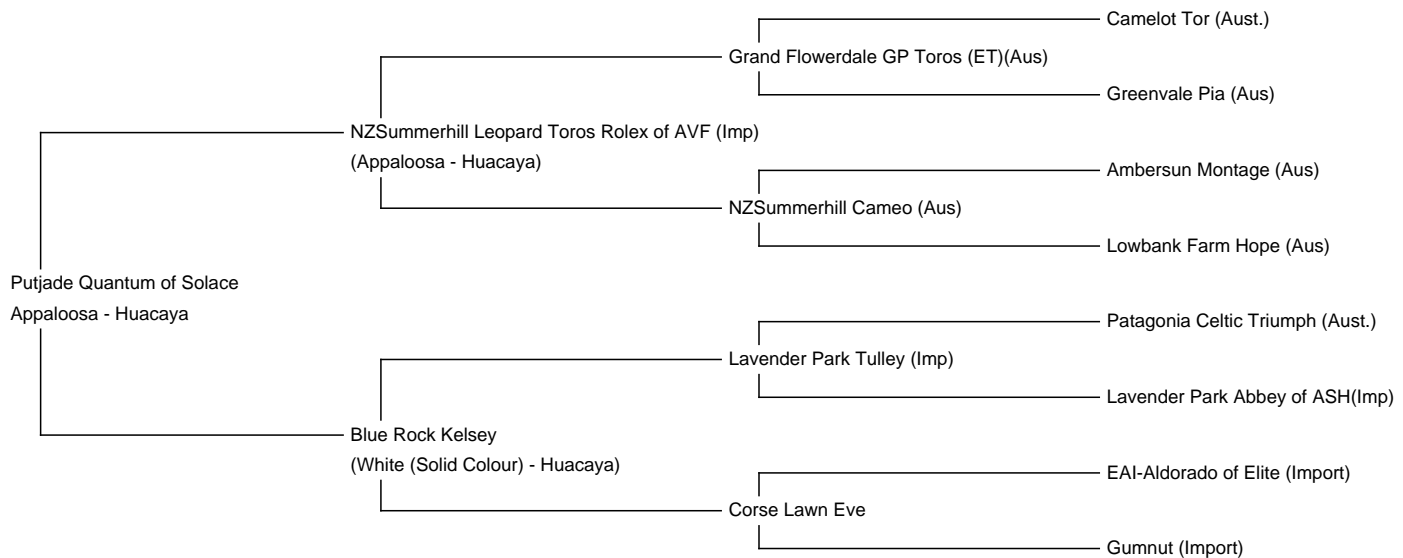 Camelot Tor (Aust.)
Grand Flowerdale GP Toros (ET)(Aus)
Greenvale Pia (Aus)
NZSummerhill Leopard Toros Rolex of AVF (Imp)
(Appaloosa - Huacaya)
Ambersun Montage (Aus)
NZSummerhill Cameo (Aus)
Lowbank Farm Hope (Aus)
Putjade Quantum of Solace
Appaloosa - Huacaya
Patagonia Celtic Triumph (Aust.)
Lavender Park Tulley (Imp)
Lavender Park Abbey of ASH(Imp)
Blue Rock Kelsey
(White (Solid Colour) - Huacaya)
EAI-Aldorado of Elite (Import)
Corse Lawn Eve
Gumnut (Import)